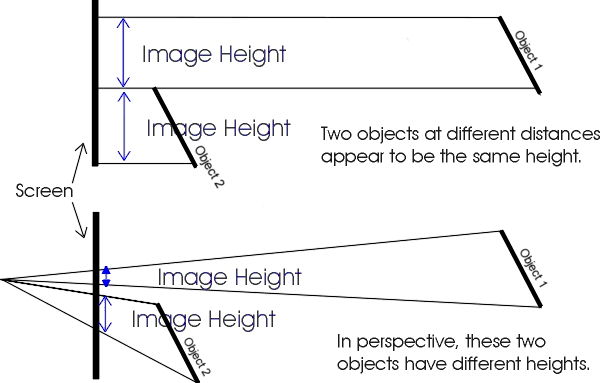 Image Height
Object 1
Image Height
Object 2
Two objects at different distances
appear to be the same height.
Screen
Image Height
Object 1
Image Height
Object 2
In perspective, these two
objects have different heights.